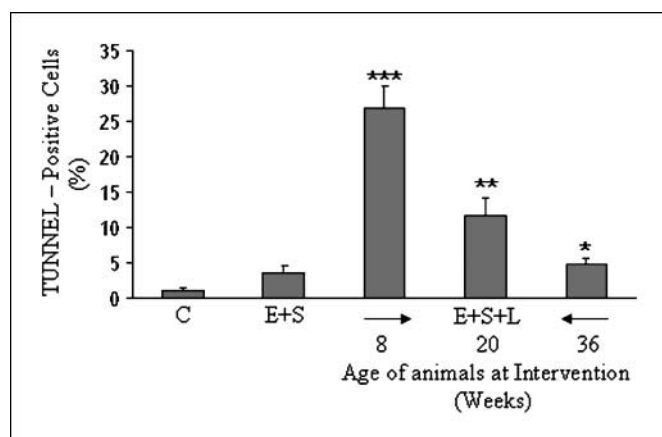 TUNNEL – Positive Cells
(%)
35
30
25
20
15
10
5
0
***
**
*
C E+S E+S+L
8 20 36
Age of animals at Intervention
(Weeks)